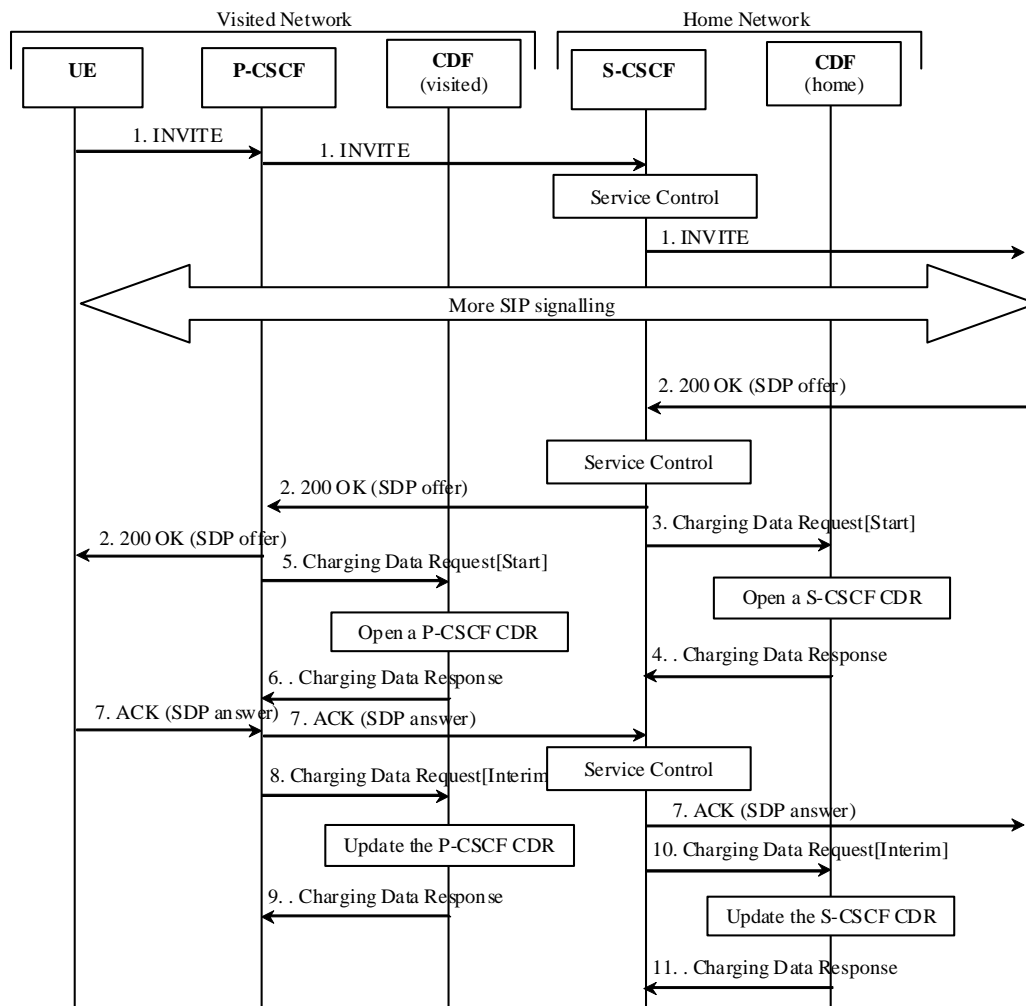 Visited Network
Home Network
UE
P-CSCF
CDF
(visited)
S-CSCF
CDF
(home)
1. INVITE
1. INVITE
Service Control
1. INVITE
More SIP signalling
2. 200 OK (SDP offer)
Service Control
2. 200 OK (SDP offer)
3. Charging Data Request[Start]
2. 200 OK (SDP offer)
5. Charging Data Request[Start]
Open a S-CSCF CDR
Open a P-CSCF CDR
4. . Charging Data Response
6. . Charging Data Response
7. ACK (SDP answer)
7. ACK (SDP answer)
Service Control
8. Charging Data Request[Interim
7. ACK (SDP answer)
Update the P-CSCF CDR
10. Charging Data Request[Interim]
9. . Charging Data Response
Update the S-CSCF CDR
11. . Charging Data Response